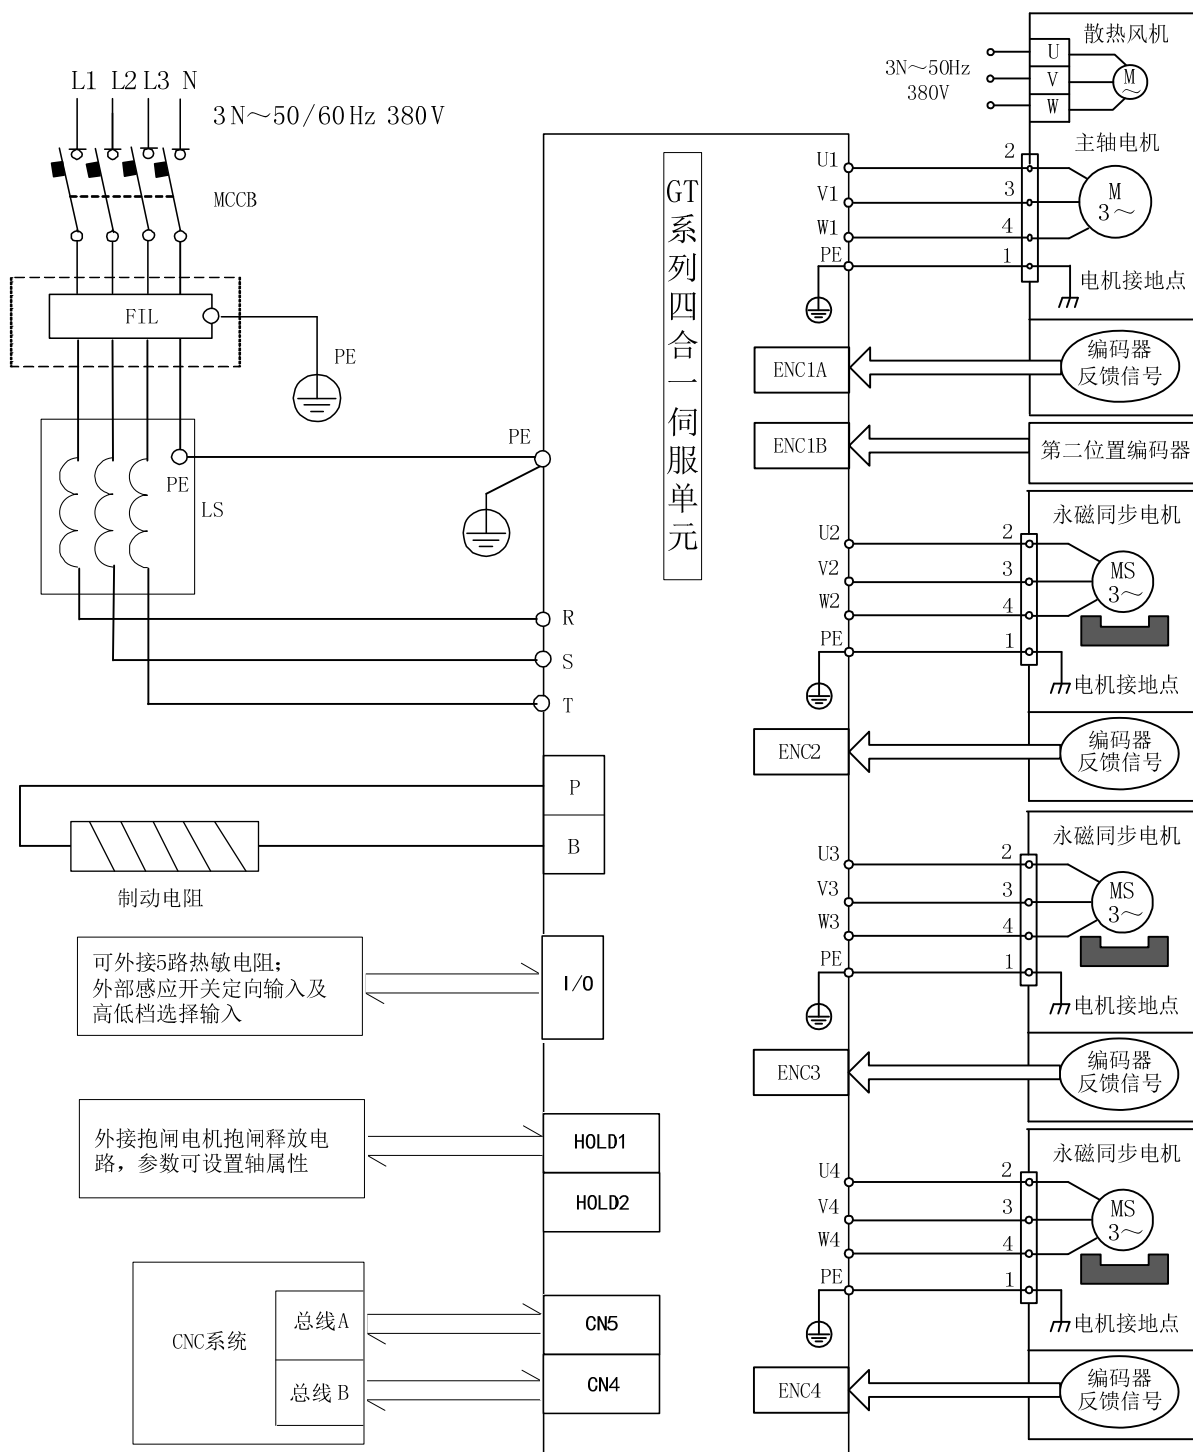 L1 L2 L3 N
3N～50/60Hz 380V
MCCB
FIL
PE
PE
LS
PE
R
S
T
P
B
制动电阻
可外接5路热敏电阻；
外部感应开关定向输入及
高低档选择输入
I/O
外接抱闸电机抱闸释放电
路，参数可设置轴属性
HOLD1
HOLD2
CNC系统
总线A
总线B
CN5
CN4
GT
系
列
四
合
一
伺
服
单
元
散热风机
3N～50Hz
380V
U
V
W
M
～
主轴电机
U1
V1
W1
PE
2
3
4
1
M
3～
电机接地点
ENC1A
编码器
反馈信号
ENC1B
第二位置编码器
永磁同步电机
U2
V2
W2
PE
2
3
4
1
MS
3～
电机接地点
ENC2
编码器
反馈信号
永磁同步电机
U3
V3
W3
PE
2
3
4
1
MS
3～
电机接地点
ENC3
编码器
反馈信号
永磁同步电机
U4
V4
W4
PE
2
3
4
1
MS
3～
电机接地点
ENC4
编码器
反馈信号